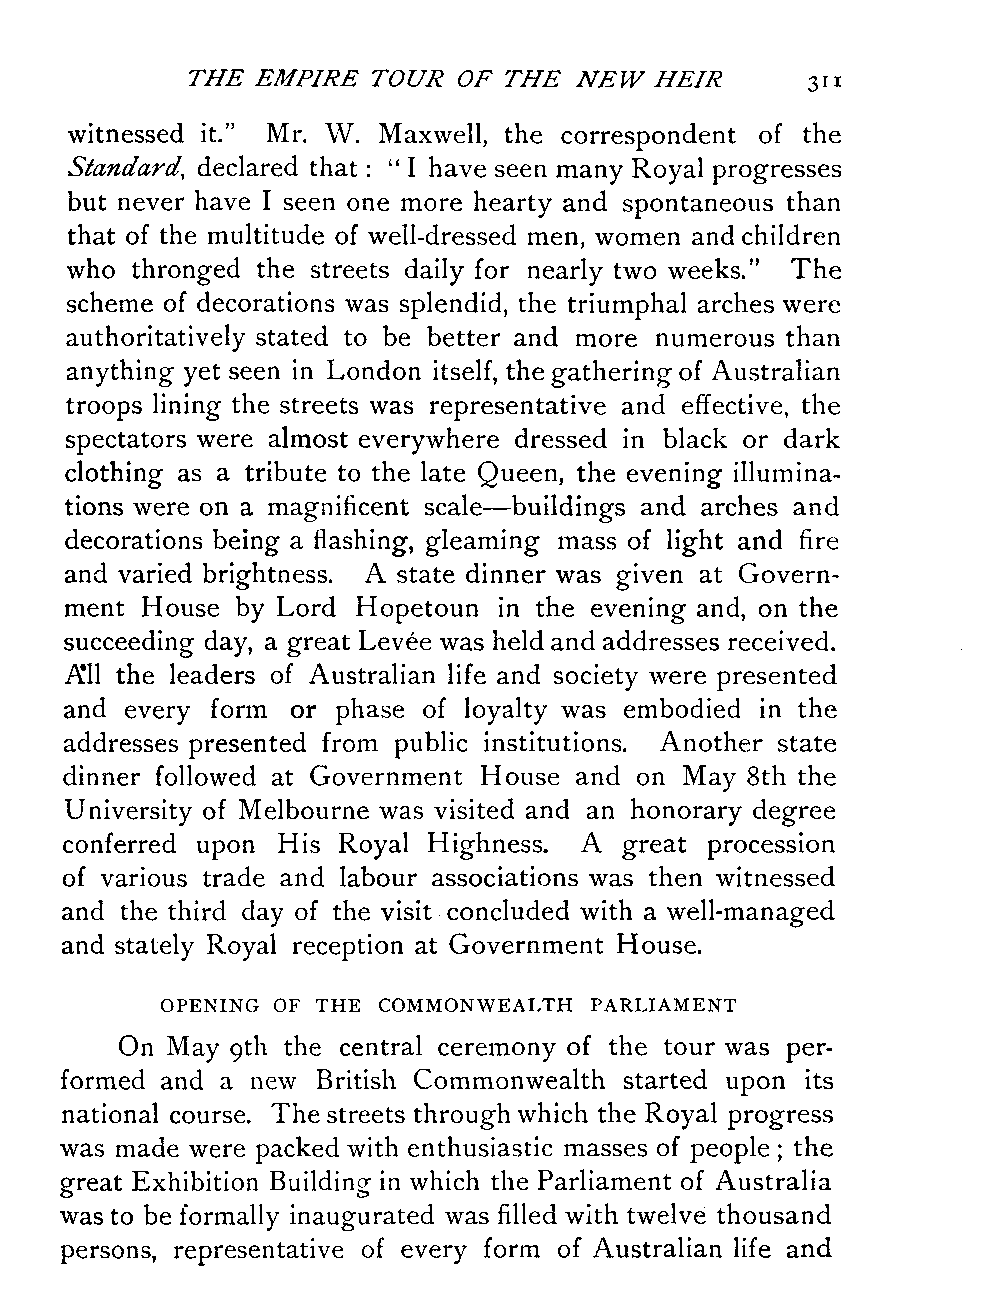 THE EMPIRE TOUR OF THE NEW HEIR 311
witnessed it." Mr. W. Maxwell, the correspondent of the
Standard, declared that: "I have seen many Royal progresses
but never have I seen one more hearty and spontaneous than
that of the multitude of well-dressed men, women and children
who thronged the streets daily for nearly two weeks." The
scheme of decorations was splendid, the triumphal arches were
authoritatively stated to be better and more numerous than
anything yet seen in London itself, the gathering of Australian
troops lining the streets was representative and effective, the
spectators were almost everywhere dressed in black or dark
clothing as a tribute to the late Queen, the evening illumina-
tions were on a magnificent scale—buildings and arches and
decorations being a flashing, gleaming mass of light and fire
and varied brightness. A state dinner was given at Govern-
ment House by Lord Hopetoun in the evening and, on the
succeeding day, a great Levée was held and addresses received.
All the leaders of Australian life and society were presented
and every form or phase of loyalty was embodied in the
addresses presented from public institutions. Another state
dinner followed at Government House and on May 8th the
University of Melbourne was visited and an honorary degree
conferred upon His Royal Highness. A great procession
of various trade and labour associations was then witnessed
and the third day of the visit concluded with a well-managed
and stately Royal reception at Government House.
OPENING OF THE COMMONWEALTH PARLIAMENT
On May 9th the central ceremony of the tour was per-
formed and a new British Commonwealth started upon its
national course. The streets through which the Royal progress
was made were packed with enthusiastic masses of people; the
great Exhibition Building in which the Parliament of Australia
was to be formally inaugurated was filled with twelve thousand
persons, representative of every form of Australian life and